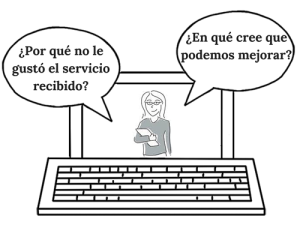 ¿Por qué no le
gustó el servicio
recibido?
¿En qué cree que
podemos mejorar?